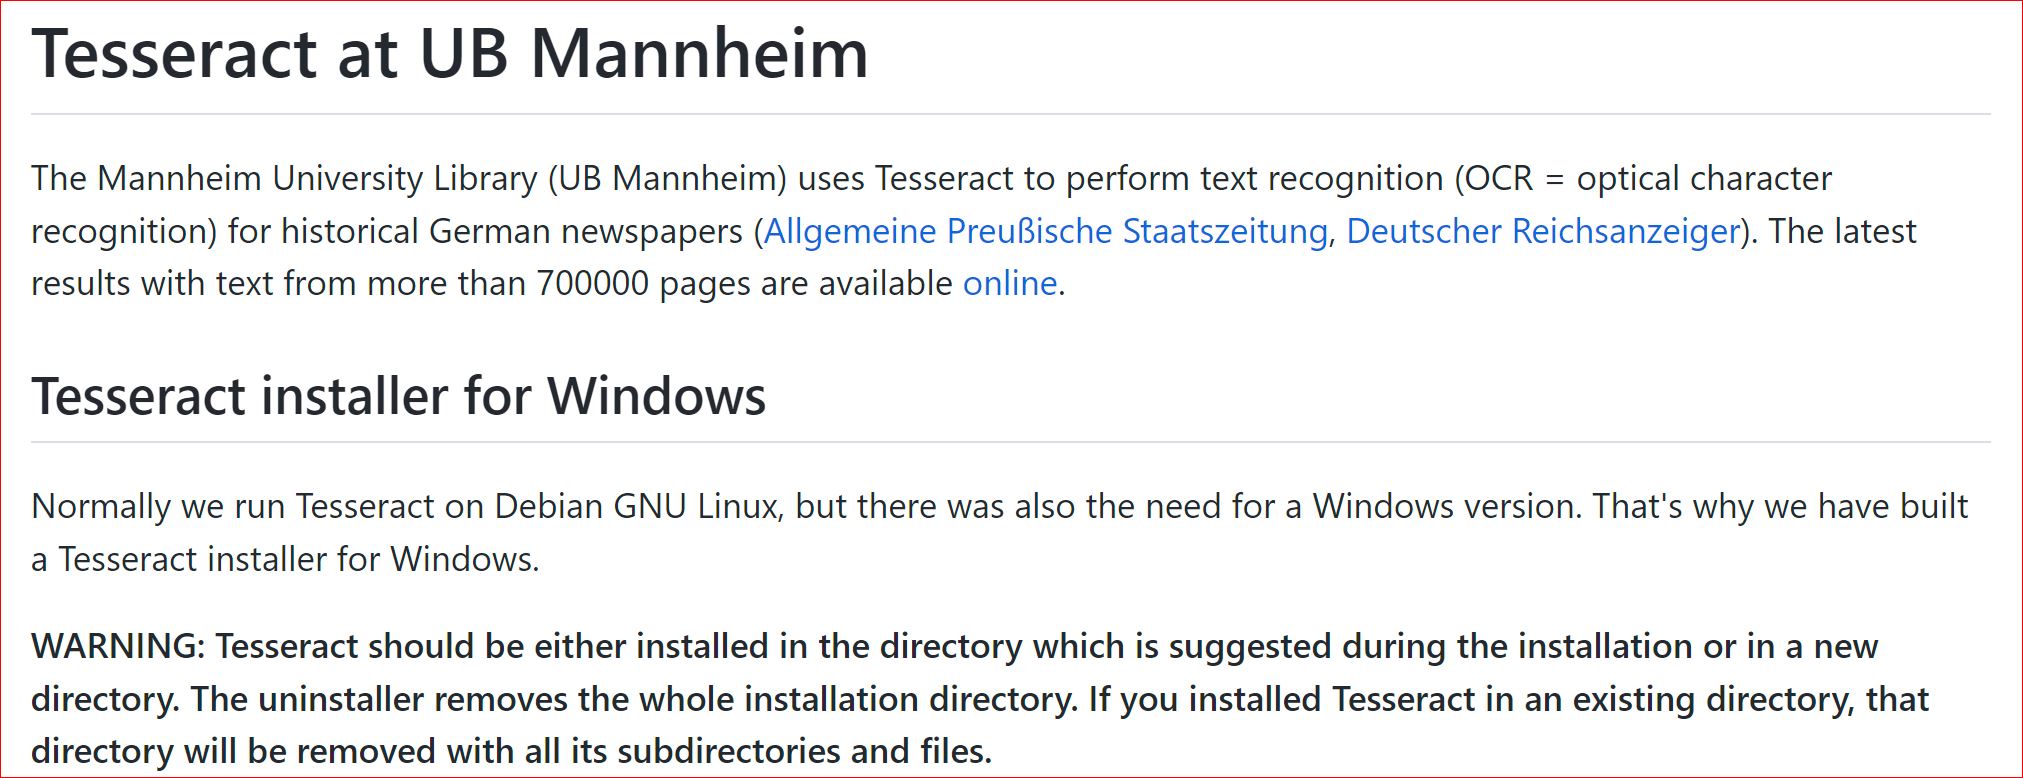 Tesseract at UB Mannheim
The Mannheim University Library (UB Mannheim) uses Tesseract to perform text recognition (OCR = optical character
recognition) for historical German newspapers (Allgemeine Preußische Staatszeitung, Deutscher Reichsanzeiger). The latest
results with text from more than 700000 pages are available online.
Tesseract installer for Windows
Normally we run Tesseract on Debian GNU Linux, but there was also the need for a Windows version. That's why we have built
a Tesseract installer for Windows.
WARNING: Tesseract should be either installed in the directory which is suggested during the installation or in a new
directory. The uninstaller removes the whole installation directory. If you installed Tesseract in an existing directory, that
directory will be removed with all its subdirectories and files.